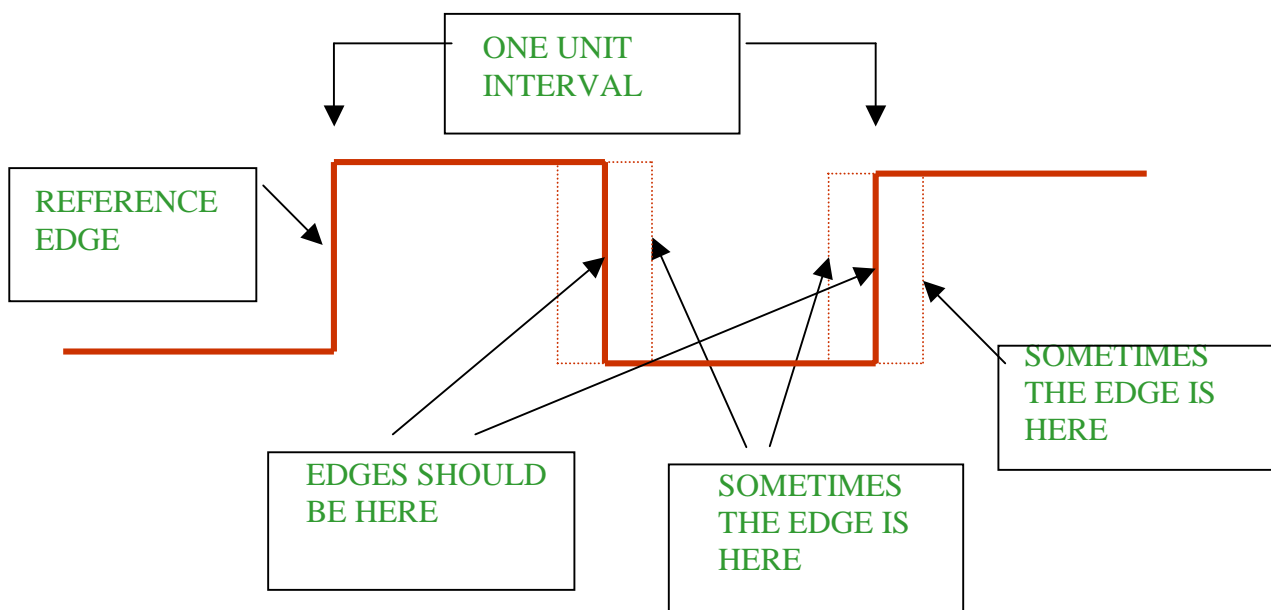 ONE UNIT
INTERVAL
REFERENCE
EDGE
SOMETIMES
THE EDGE IS
HERE
EDGES SHOULD
BE HERE
SOMETIMES
THE EDGE IS
HERE